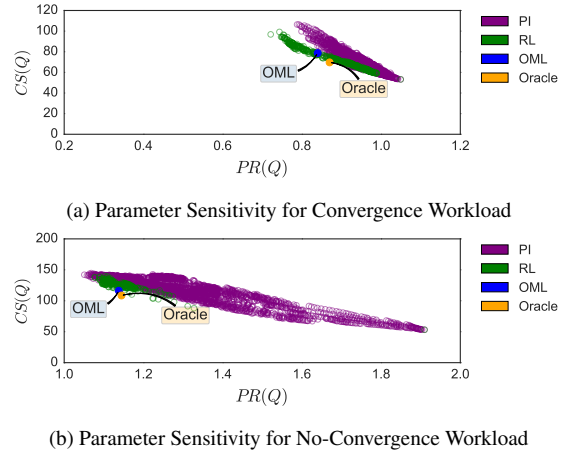 120
100
80
60
40
20
0
CS(Q)
OML
Oracle
0.2 0.4 0.6 0.8 1.0 1.2
PR(Q)
PI
RL
OML
Oracle
(a) Parameter Sensitivity for Convergence Workload
200
150
100
50
0
CS(Q)
OML
Oracle
1.0 1.2 1.4 1.6 1.8 2.0
PR(Q)
PI
RL
OML
Oracle
(b) Parameter Sensitivity for No-Convergence Workload